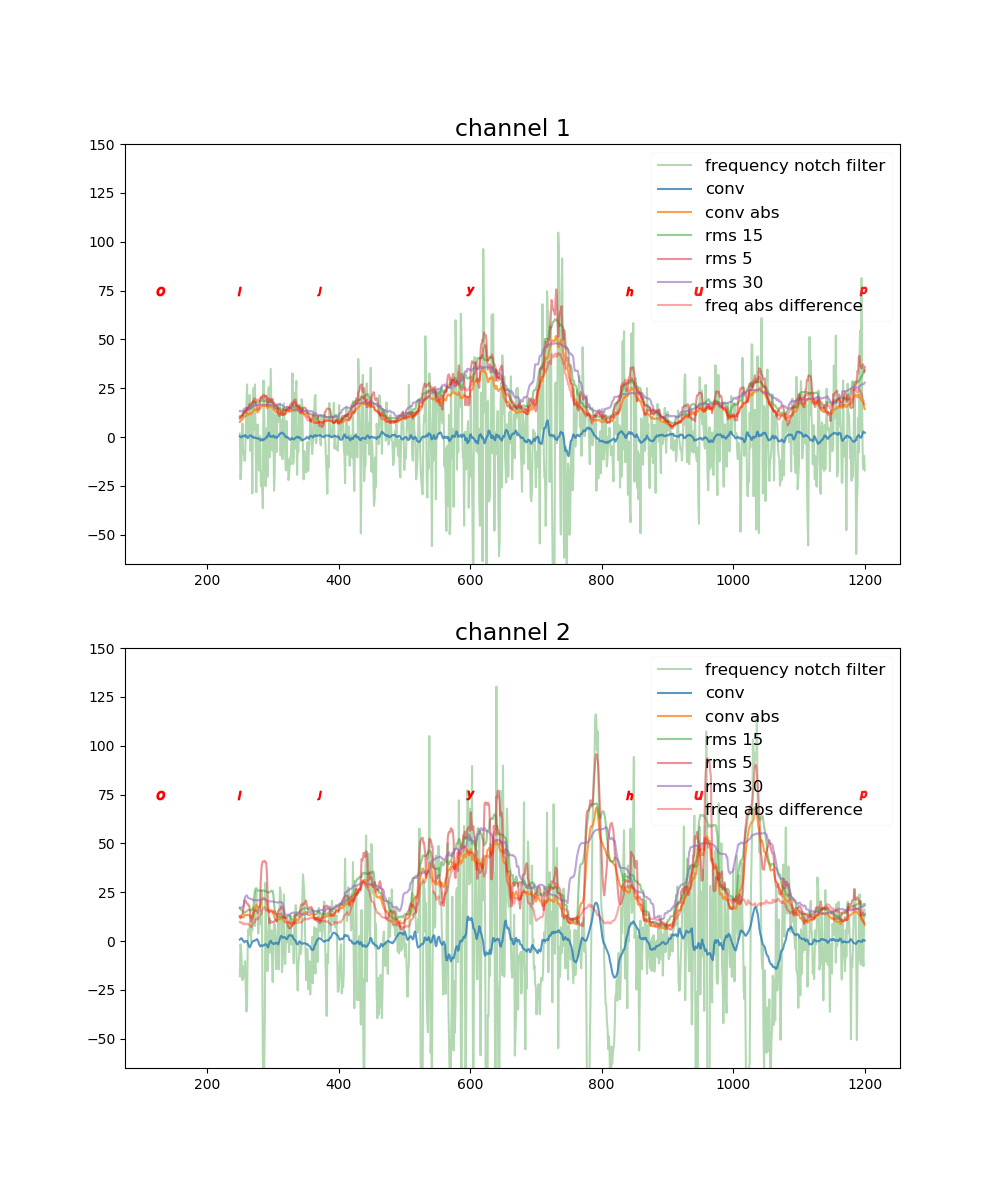 channel 1
150
125
100
75
50
25
0
−25
−50
frequency notch filter
conv
conv abs
rms 15
rms 5
rms 30
freq abs difference
o l j y h u p
200 400 600 800 1000 1200
channel 2
150
125
100
75
50
25
0
−25
−50
frequency notch filter
conv
conv abs
rms 15
rms 5
rms 30
freq abs difference
o l j y h u p
200 400 600 800 1000 1200